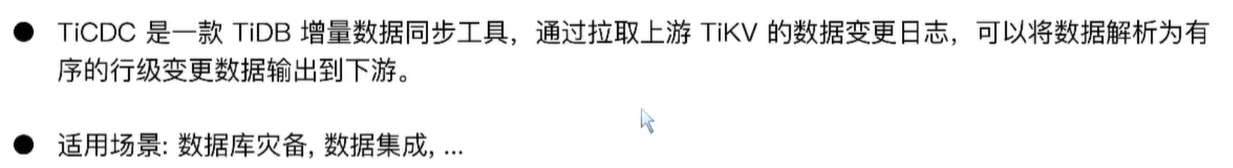 ● TiCDC 是一款 TiDB 增量数据同步工具，通过拉取上游 TiKV 的数据变更日志，可以将数据解析为有
序的行级变更数据输出到下游。
● 适用场景: 数据库灾备, 数据集成, ...